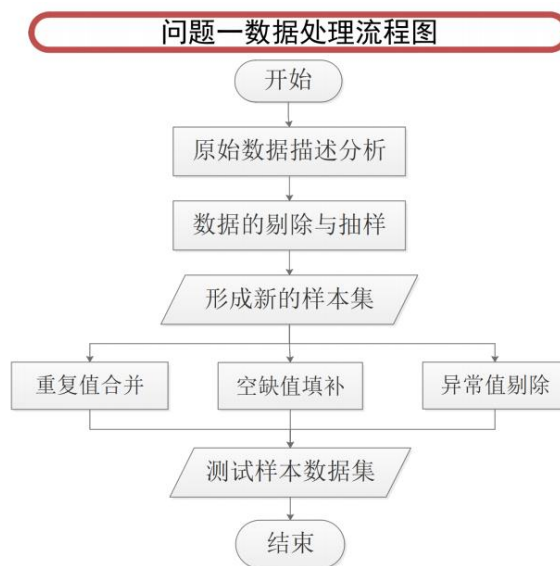 问题一数据处理流程图
开始
原始数据描述分析
数据的剔除与抽样
形成新的样本集
重复值合并
空缺值填补
异常值剔除
测试样本数据集
结束